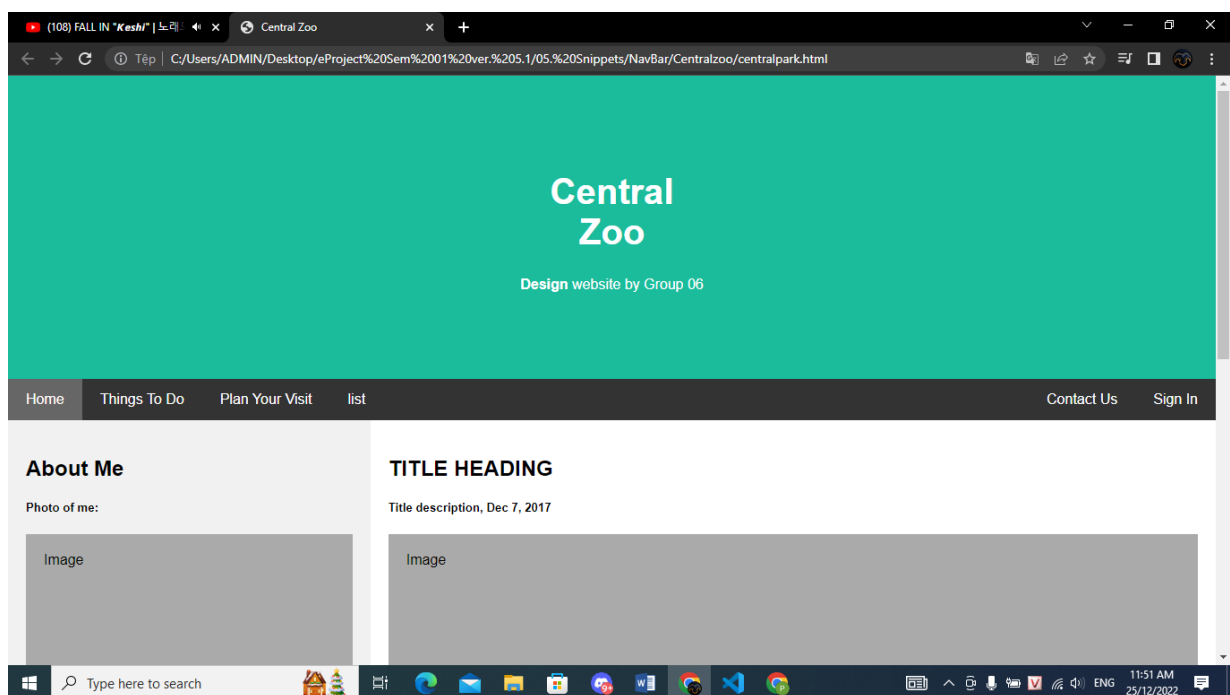 (108) FALL IN "Keshi" | 노래
Central Zoo
Tệp | C:/Users/ADMIN/Desktop/eProject%20Sem%2001%20ver.%205.1/05.%20Snippets/NavBar/Centralzoo/centralpark.html
Central
Zoo
Design website by Group 06
Home Things To Do Plan Your Visit list Contact Us Sign In
About Me
Photo of me:
Image
TITLE HEADING
Title description, Dec 7, 2017
Image
Type here to search
ENG
11:51 AM
25/12/2022